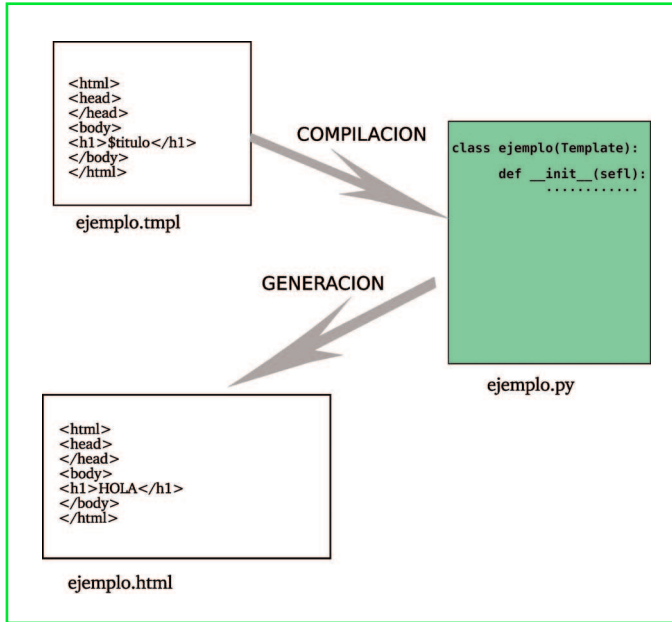 <html>
<head>
</head>
<body>
<h1>$titulo</h1>
</body>
</html>
ejemplo.tmpl
COMPILACION
class ejemplo(Template):
def __init__(sefl):
............
ejemplo.py
GENERACION
<html>
<head>
</head>
<body>
<h1>HOLA</h1>
</body>
</html>
ejemplo.html